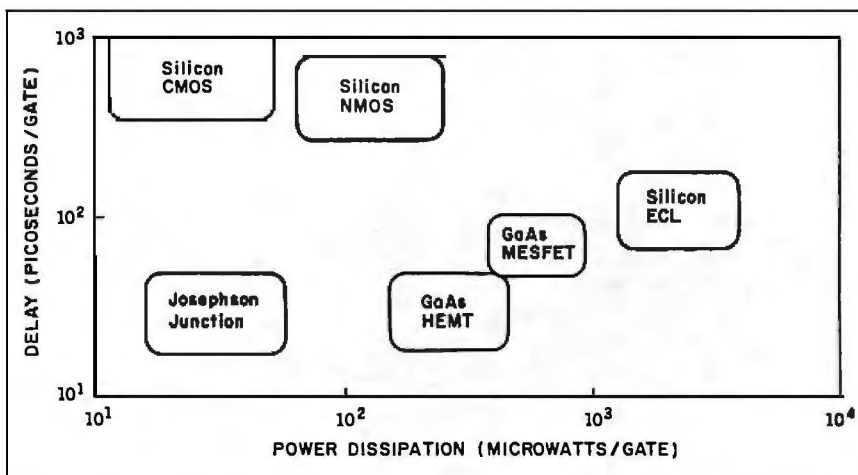 DELAY (PICOSECONDS/GATE)
10³
10²
10¹
Silicon
CMOS
Silicon
NMOS
Silicon
ECL
GaAs
MESFET
Josephson
Junction
GaAs
HEMT
10¹
10²
10³
10⁴
POWER DISSIPATION (MICROWATTS/GATE)